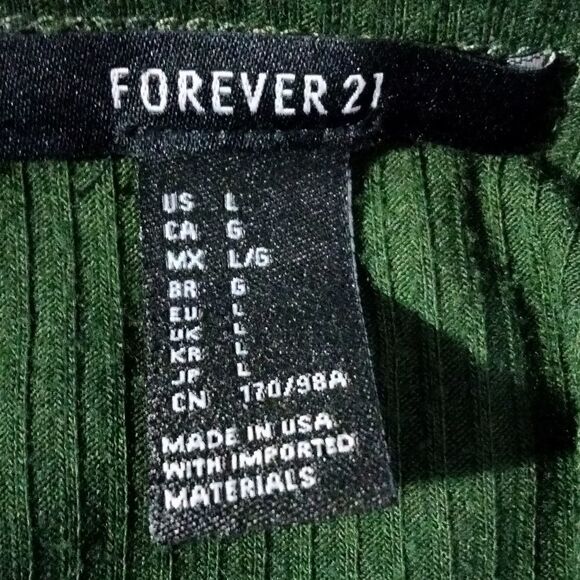 FOREVER 21
US L
CA G
MX L/G
BR G
EU L
UK L
KR L
JP L
CN 170/98A
MADE IN USA
WITH IMPORTED
MATERIALS